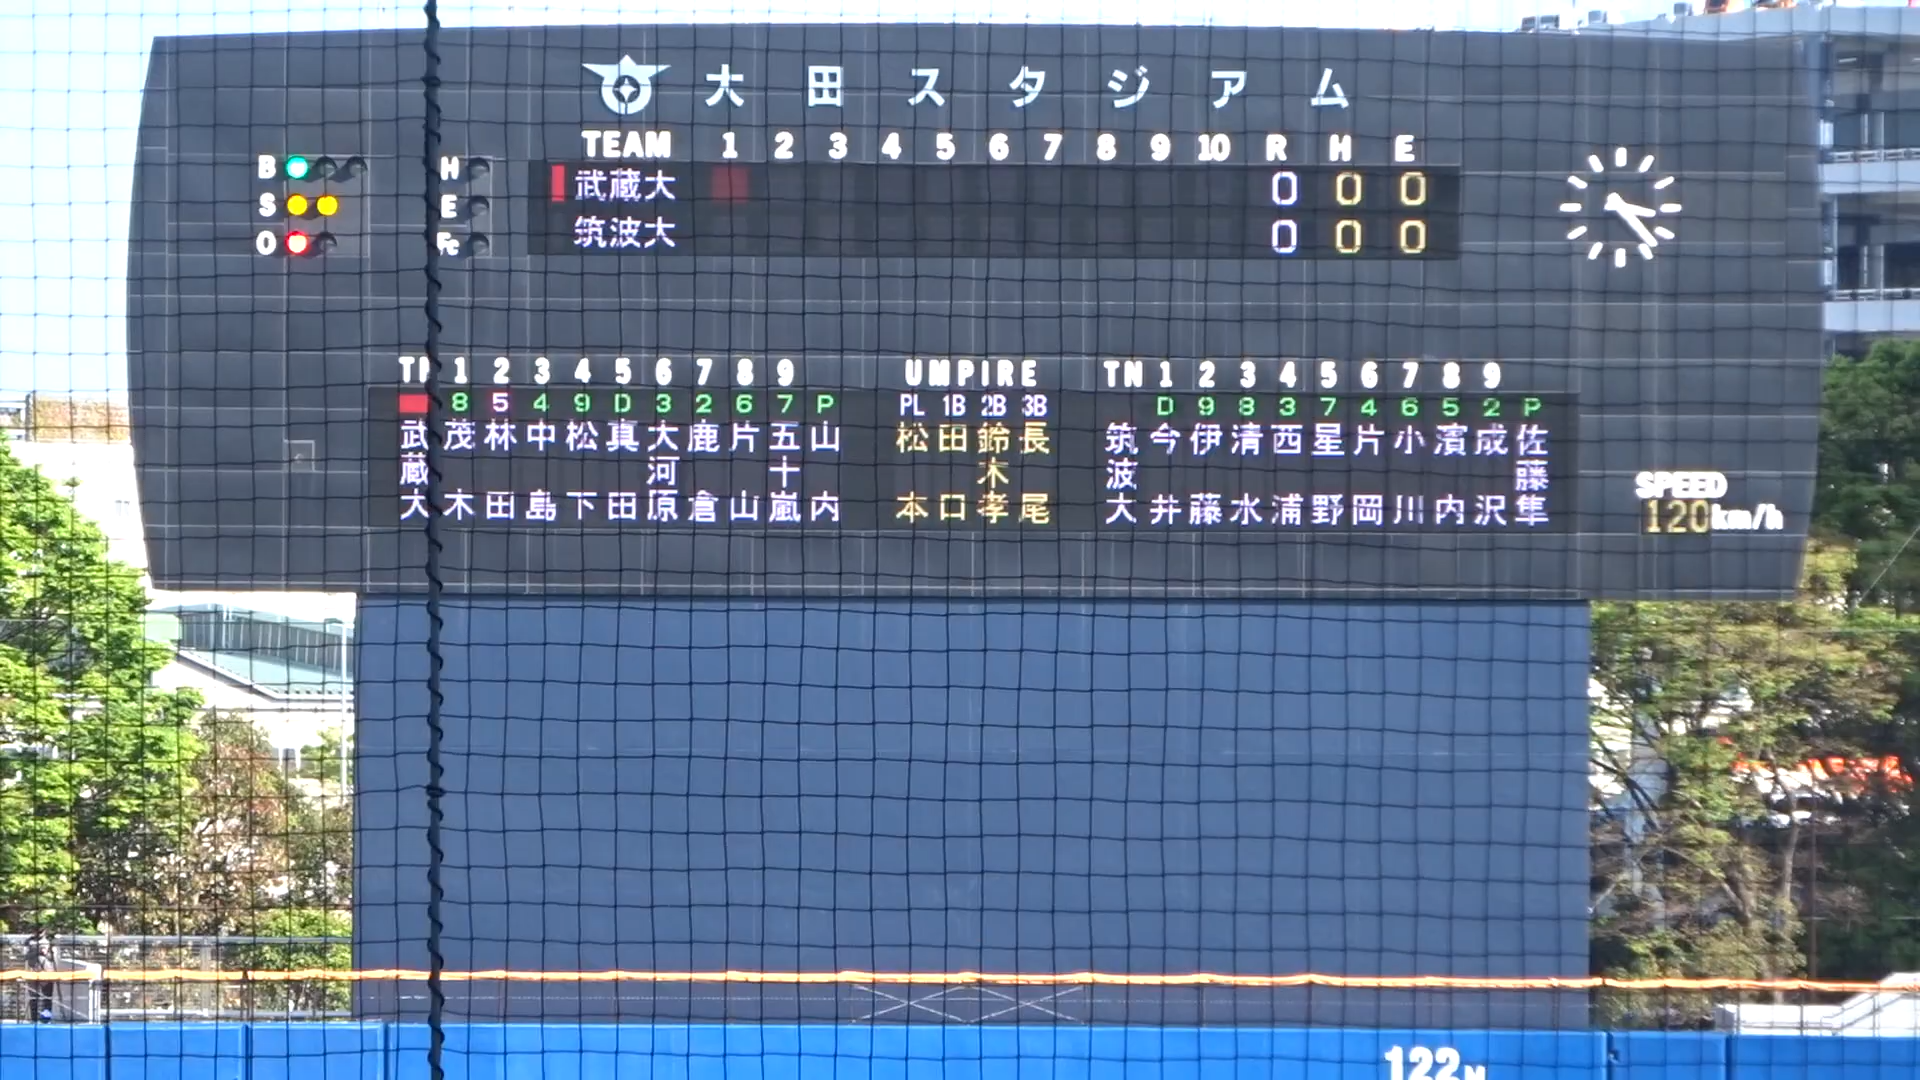 大田スタジアム
TEAM 1 2 3 4 5 6 7 8 9 10 R H E
B H 武蔵大 0 0 0
S E 筑波大 0 0 0
O Fc
1 2 3 4 5 6 7 8 9
8 5 4 9 D 3 2 6 7 P
武蔵大 茂木 林田 中島 松下 真田 大河原 鹿倉 片山 五十嵐 山内
UMPIRE
PL 1B 2B 3B
松本 田口 鈴木孝 長尾
TN 1 2 3 4 5 6 7 8 9
D 9 8 3 7 4 6 5 2 P
筑波大 今井 伊藤 清水 西浦 星野 片岡 小川 濱内 成沢 佐藤隼
SPEED
120km/h
122M